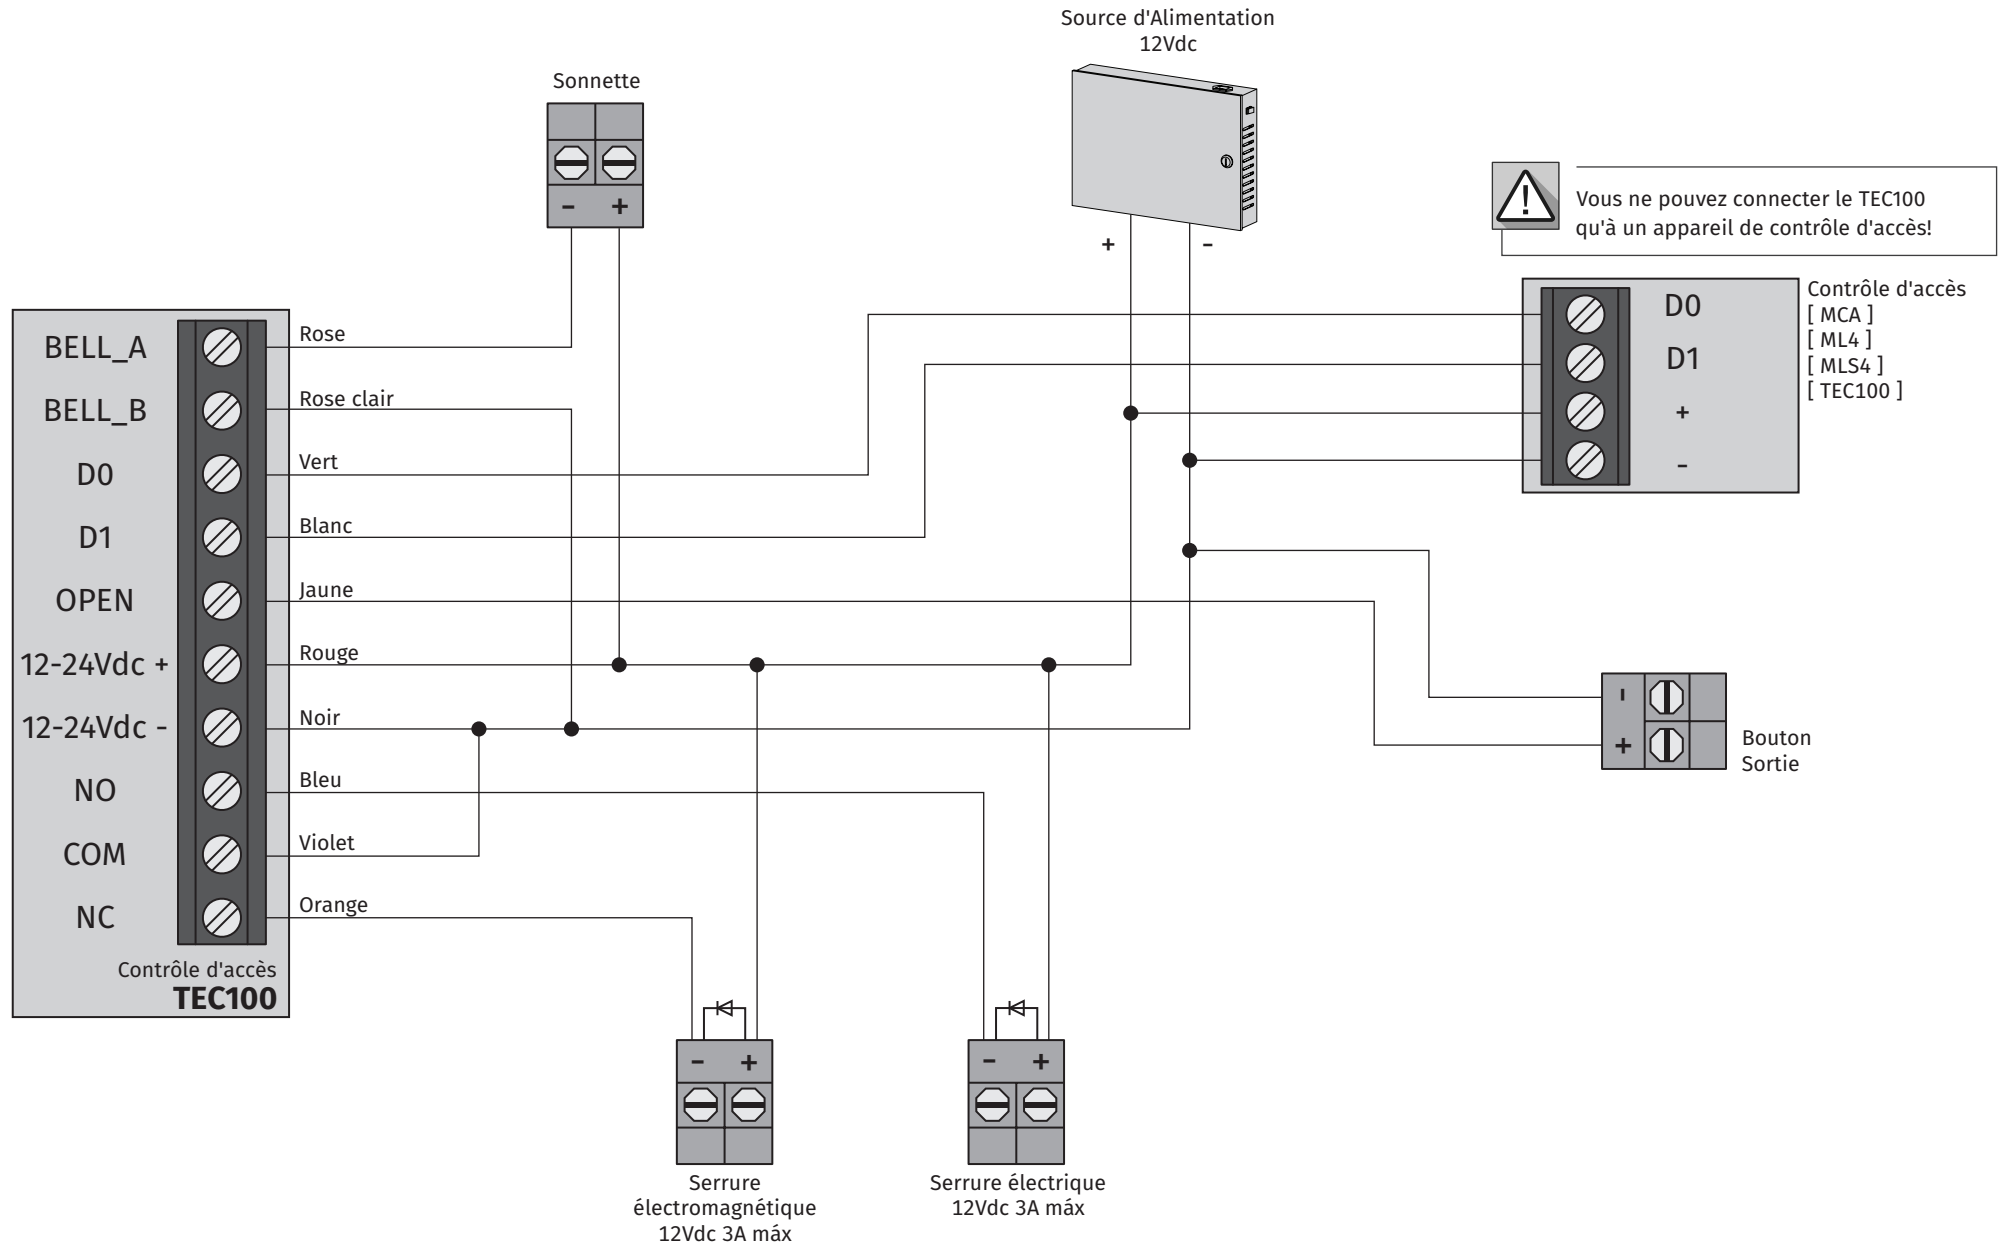 Source d'Alimentation
12Vdc
Sonnette
- +
+ -
Vous ne pouvez connecter le TEC100
qu'à un appareil de contrôle d'accès!
D0
D1
+
-
Contrôle d'accès
[ MCA ]
[ ML4 ]
[ MLS4 ]
[ TEC100 ]
BELL_A
Rose
BELL_B
Rose clair
D0
Vert
D1
Blanc
OPEN
Jaune
12-24Vdc +
Rouge
12-24Vdc -
Noir
NO
Bleu
COM
Violet
NC
Orange
Contrôle d'accès
TEC100
-
+
Bouton
Sortie
- +
Serrure
électromagnétique
12Vdc 3A máx
- +
Serrure électrique
12Vdc 3A máx